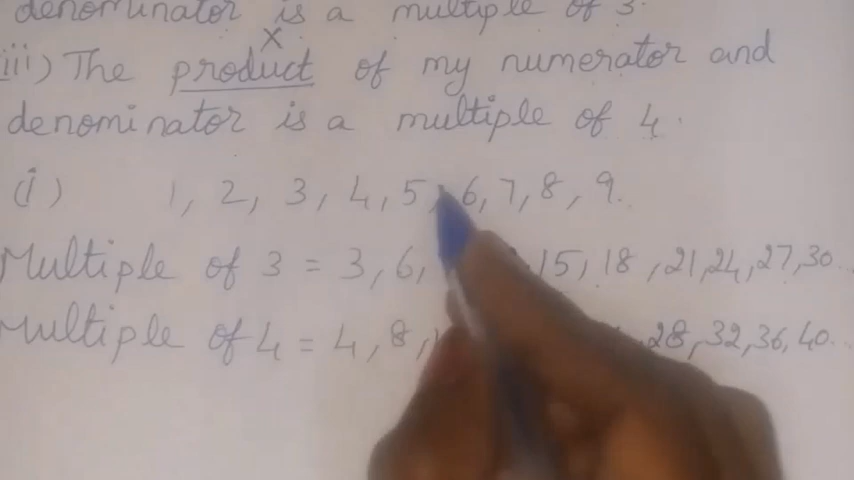 denominator is a multiple of 3.
X
(iii) The product of my numerator and
denominator is a multiple of 4.
(i) 1, 2, 3, 4, 5, 6, 7, 8, 9.
Multiple of 3 = 3, 6, 15, 18, 21, 24, 27, 30..
Multiple of 4 = 4, 8, 28, 32, 36, 40..